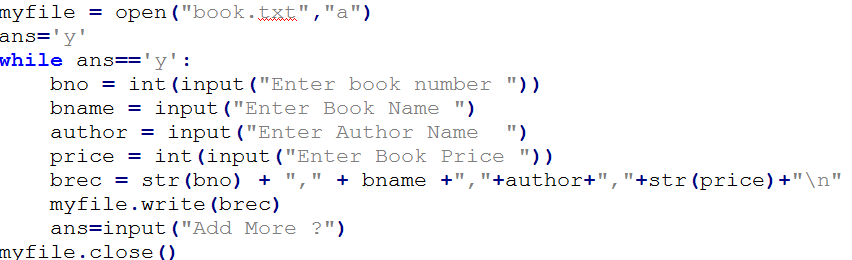 myfile = open("book.txt","a")
ans='y'
while ans=='y':
    bno = int(input("Enter book number "))
    bname = input("Enter Book Name ")
    author = input("Enter Author Name  ")
    price = int(input("Enter Book Price "))
    brec = str(bno) + "," + bname +","+author+","+str(price)+"\n"
    myfile.write(brec)
    ans=input("Add More ?")
myfile.close()